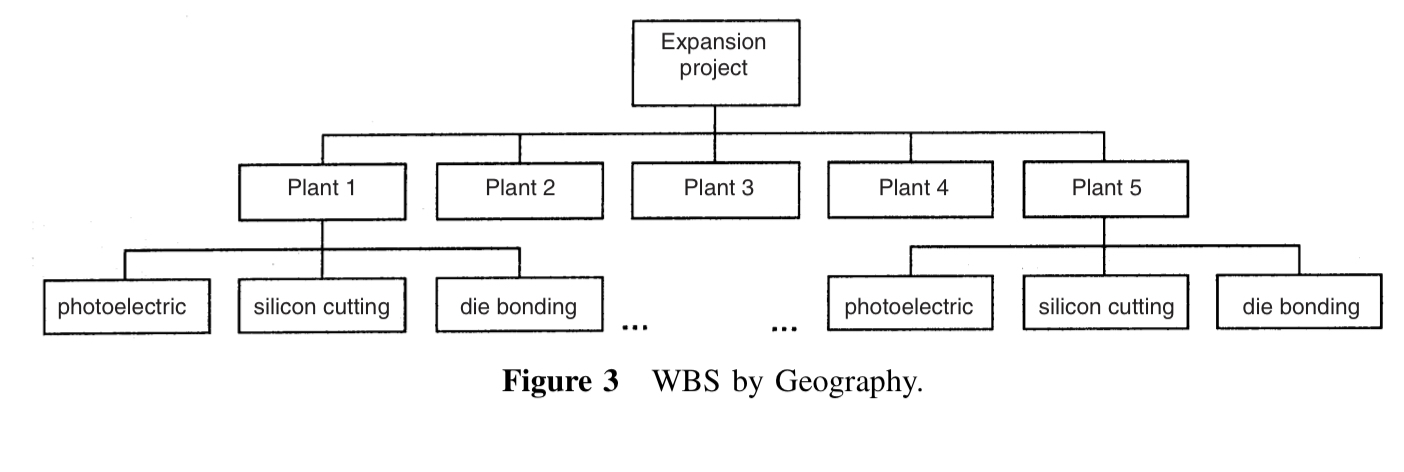 Expansion
project
Plant 1
Plant 2
Plant 3
Plant 4
Plant 5
photoelectric
silicon cutting
die bonding
...
...
photoelectric
silicon cutting
die bonding
Figure 3 WBS by Geography.